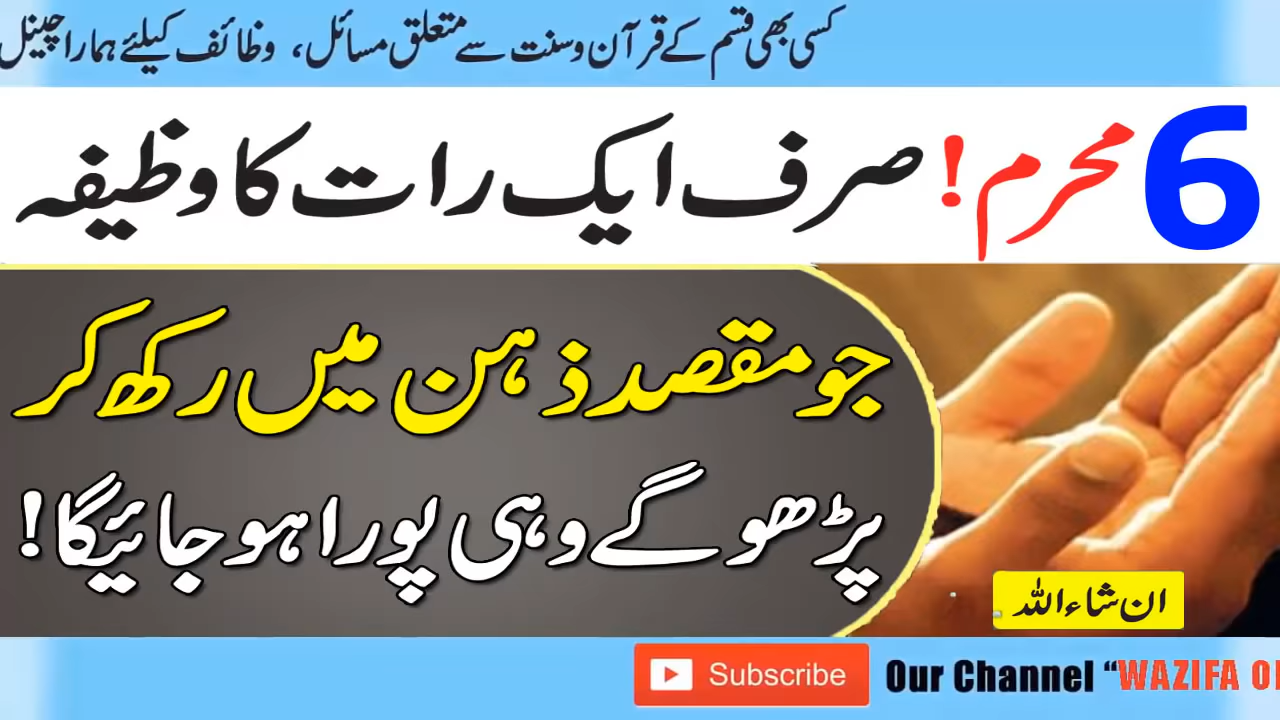 کسی بھی قسم کے قرآن و سنت سے متعلق مسائل، وظائف کیلئے ہمارا چینل
6 محرم! صرف ایک رات کا وظیفہ
جو مقصد ذہن میں رکھ کر
پڑھو گے وہی پورا ہو جائیگا!
ان شاء اللہ
Subscribe Our Channel “WAZIFA